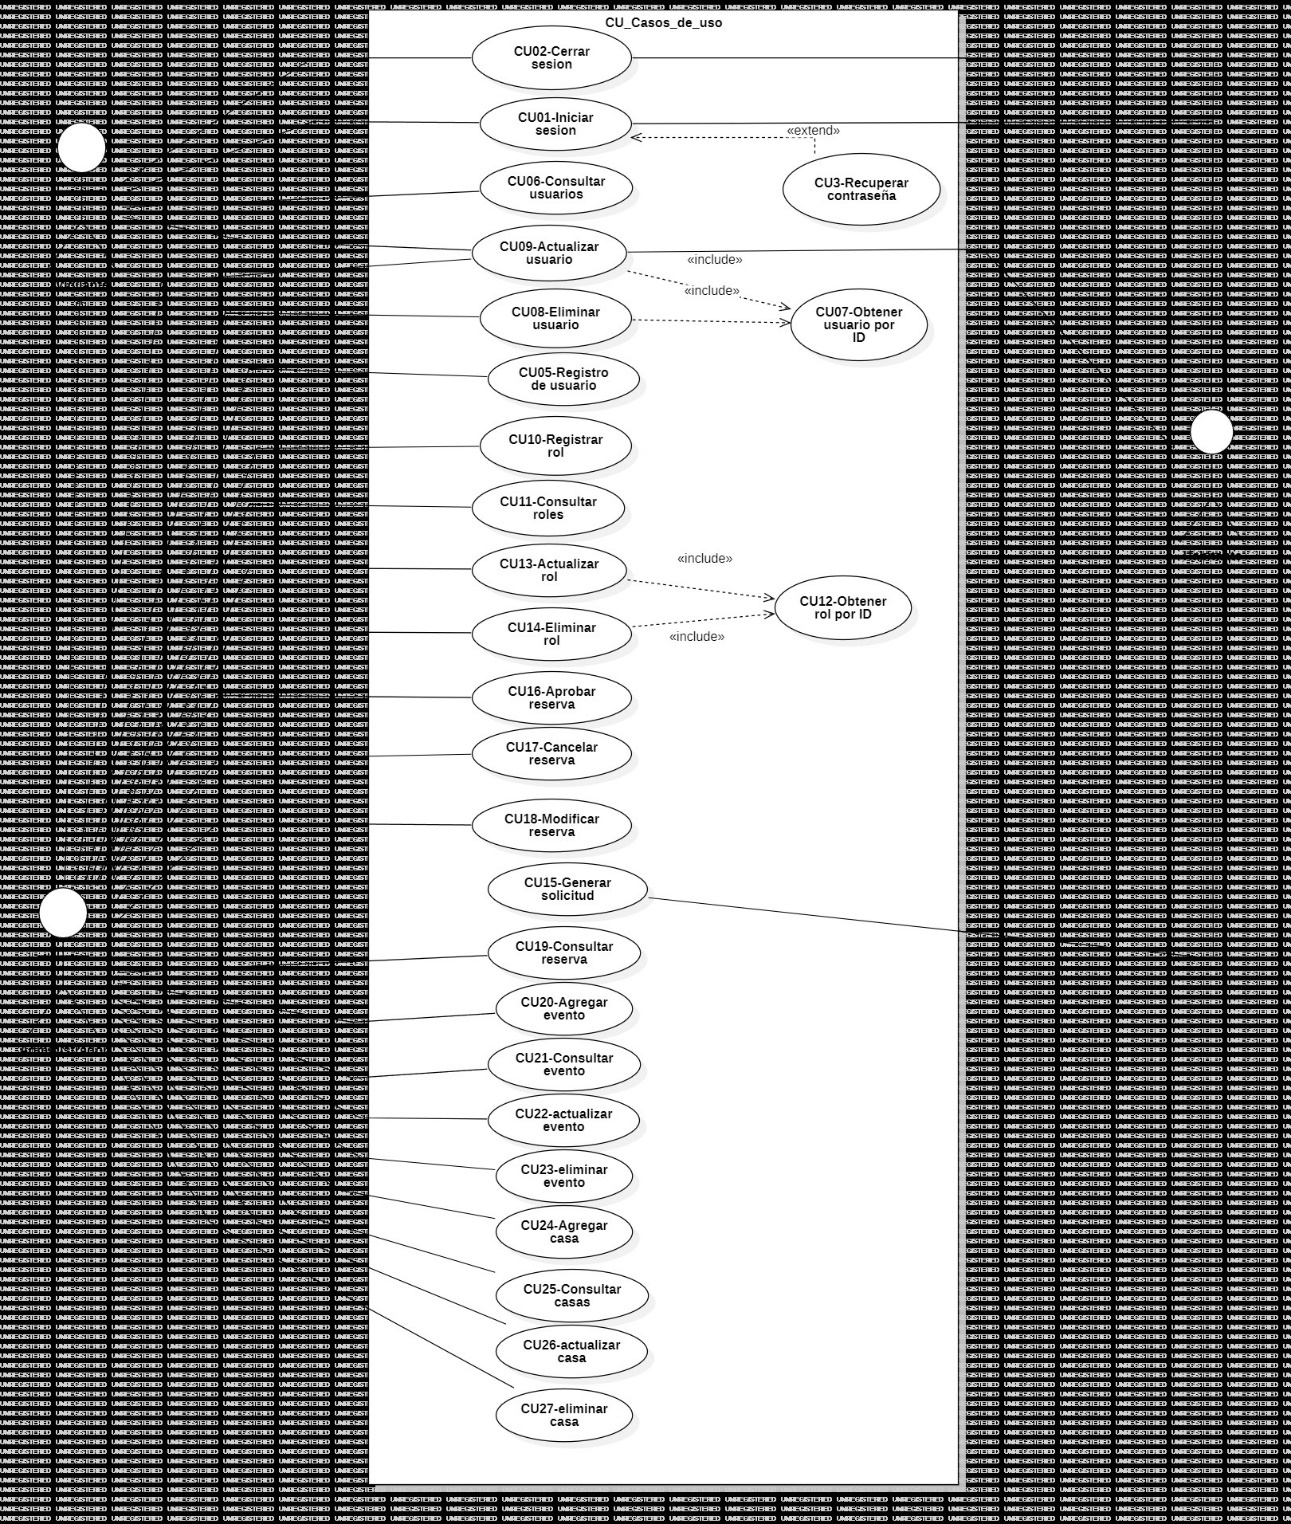 CU_Casos_de_uso
CU02-Cerrar
sesion
CU01-Iniciar
sesion
«extend»
CU3-Recuperar
contraseña
CU06-Consultar
usuarios
CU09-Actualizar
usuario
«include»
«include»
CU08-Eliminar
usuario
CU07-Obtener
usuario por
ID
CU05-Registro
de usuario
CU10-Registrar
rol
CU11-Consultar
roles
CU13-Actualizar
rol
«include»
CU12-Obtener
rol por ID
CU14-Eliminar
rol
«include»
CU16-Aprobar
reserva
CU17-Cancelar
reserva
CU18-Modificar
reserva
CU15-Generar
solicitud
CU19-Consultar
reserva
CU20-Agregar
evento
CU21-Consultar
evento
CU22-actualizar
evento
CU23-eliminar
evento
CU24-Agregar
casa
CU25-Consultar
casas
CU26-actualizar
casa
CU27-eliminar
casa